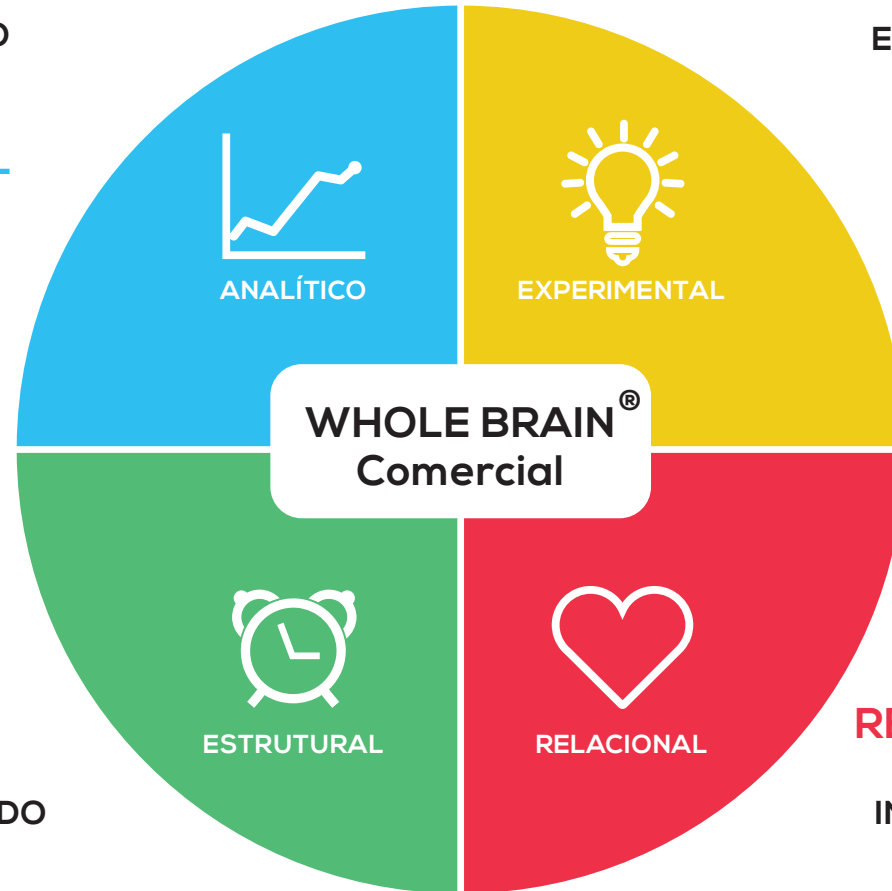 ANALÍTICO
EXPERIMENTAL
WHOLE BRAIN®
Comercial
ESTRUTURAL
RELACIONAL